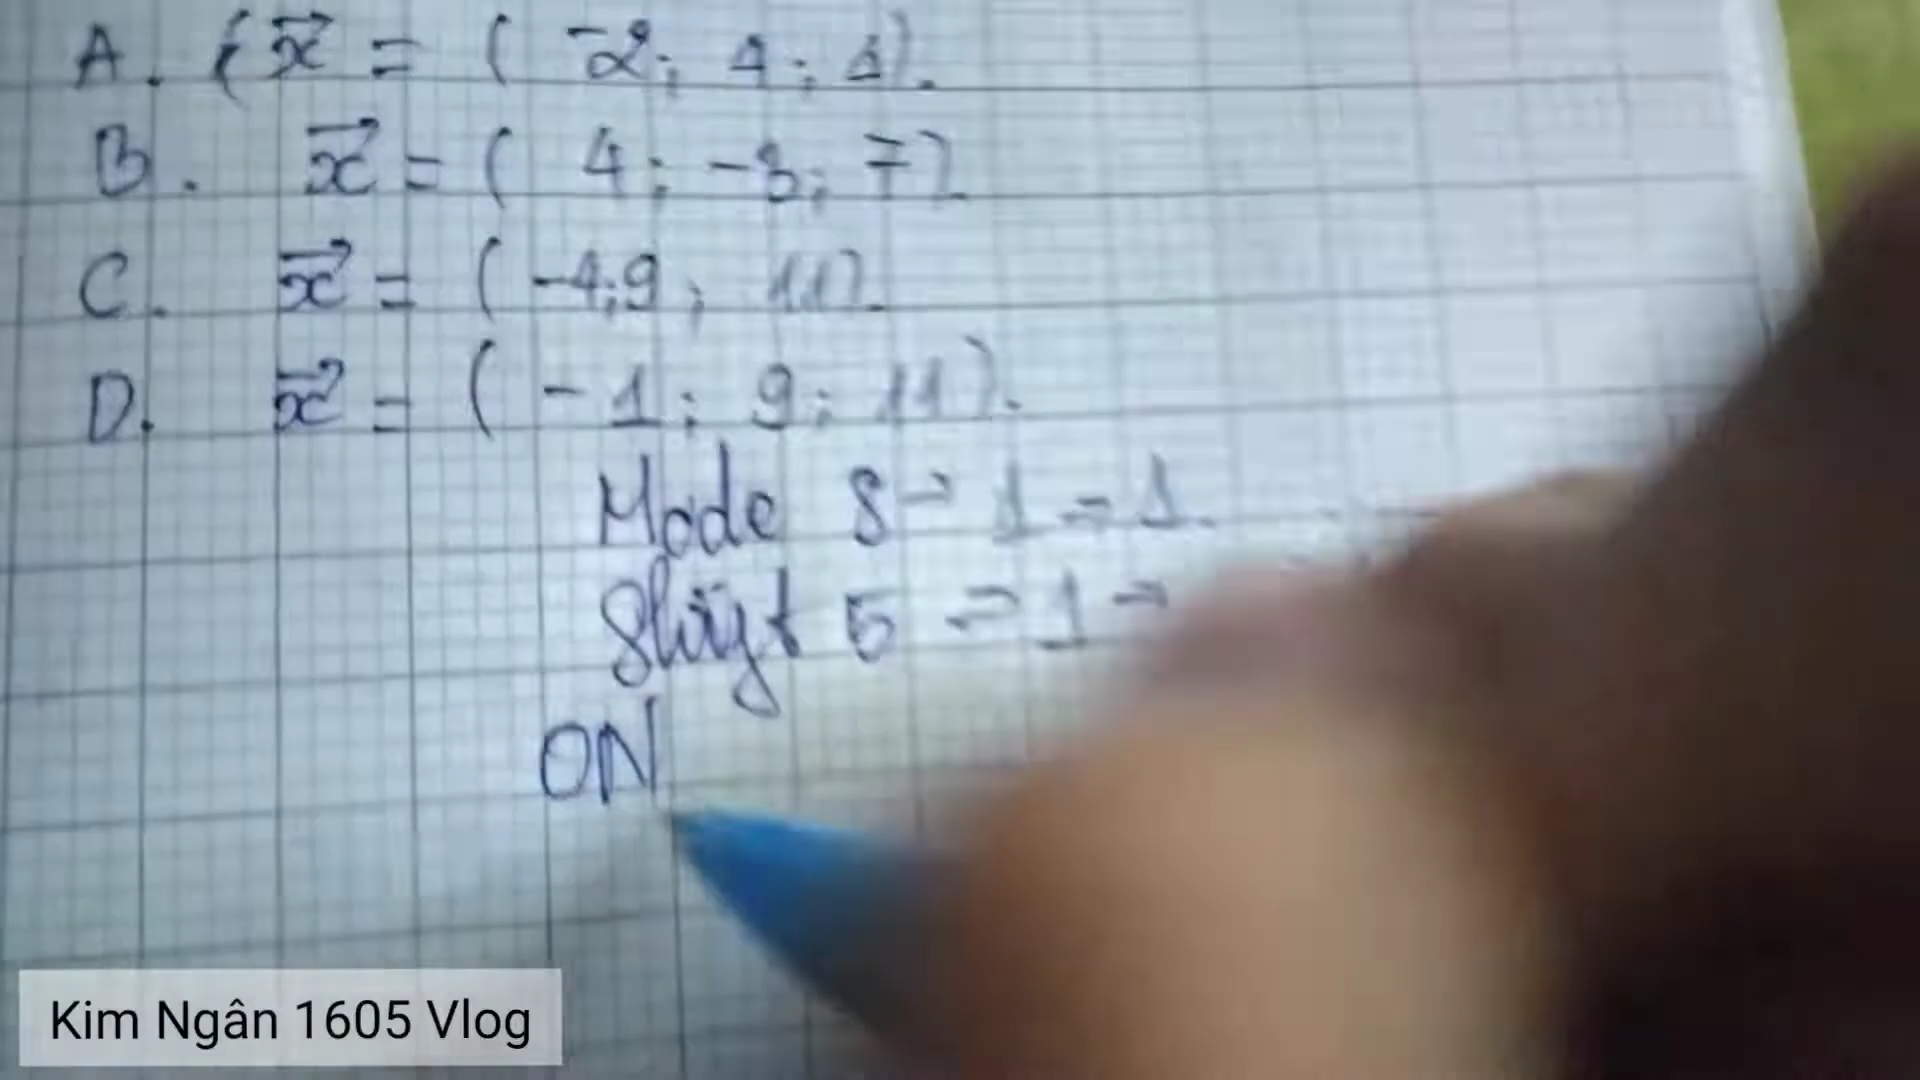 A. (x⃗ = ( -2; 4; 1).
B. x⃗ = ( 4; -3; 7).
C. x⃗ = ( -4; 9; 11).
D. x⃗ = ( -1; 9; 11).
Mode 8 → 1 → 1.
Shift 5 → 1 →
ON
Kim Ngân 1605 Vlog